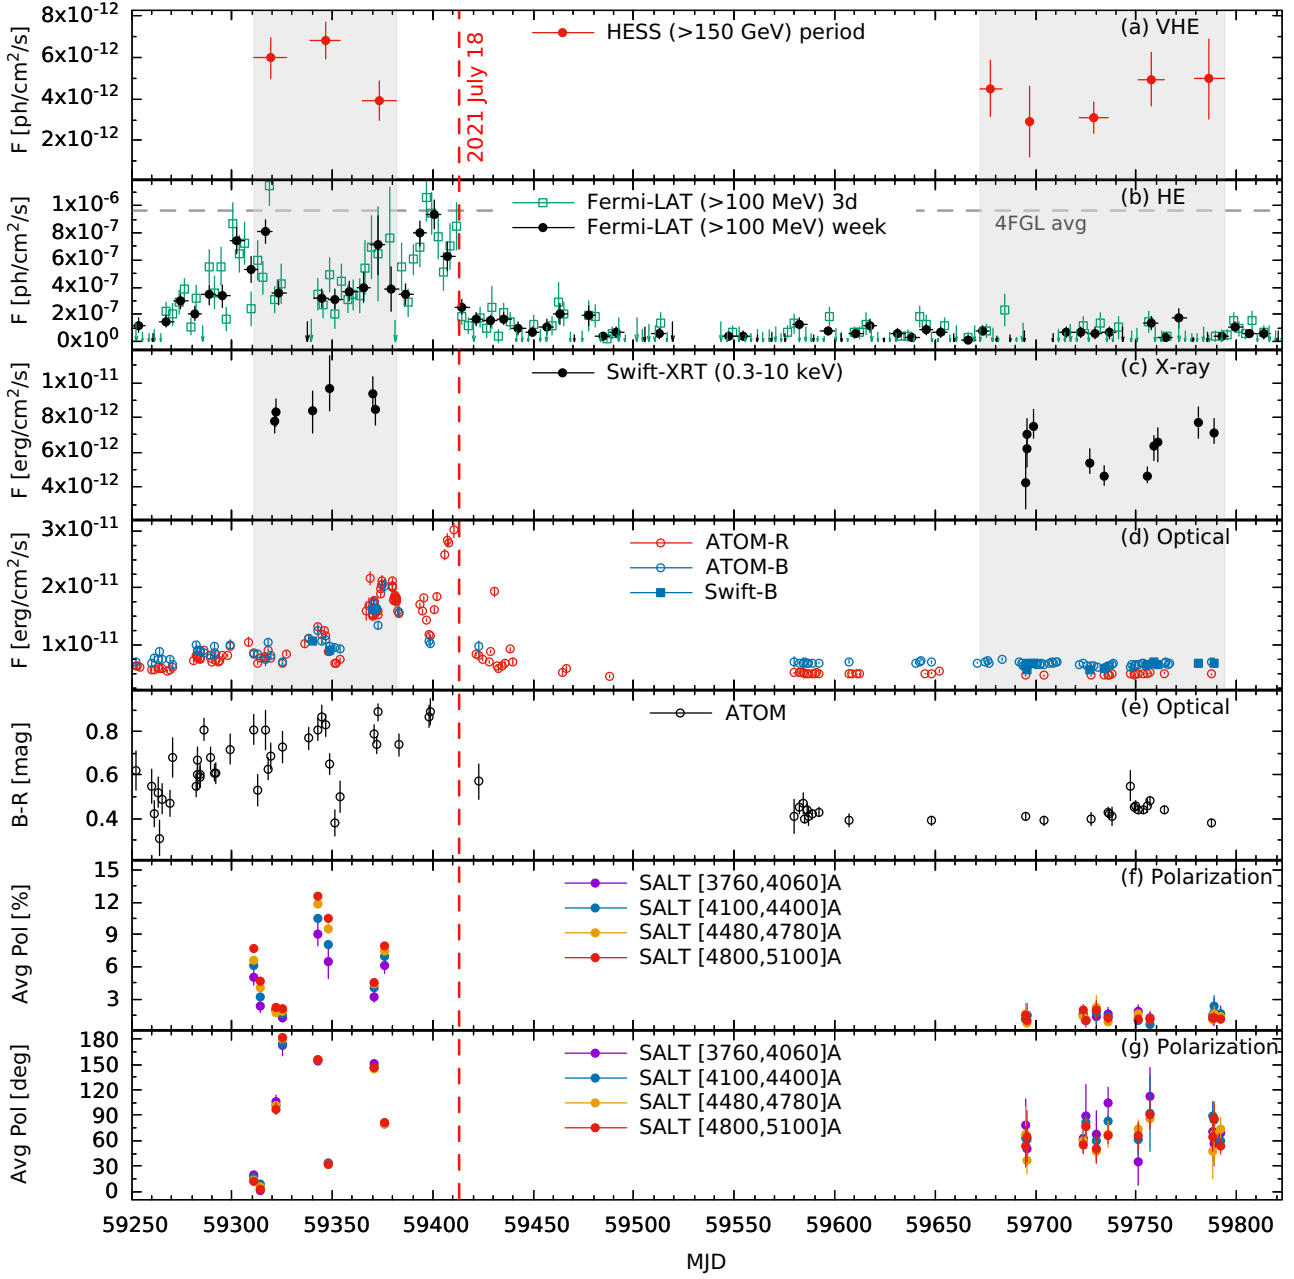 F [ph/cm2/s]
8x10-12
6x10-12
4x10-12
2x10-12
HESS (>150 GeV) period
(a) VHE
2021 July 18
F [ph/cm2/s]
1x10-6
8x10-7
6x10-7
4x10-7
2x10-7
0x100
Fermi-LAT (>100 MeV) 3d
Fermi-LAT (>100 MeV) week
(b) HE
4FGL avg
F [erg/cm2/s]
1x10-11
8x10-12
6x10-12
4x10-12
Swift-XRT (0.3-10 keV)
(c) X-ray
F [erg/cm2/s]
3x10-11
2x10-11
1x10-11
ATOM-R
ATOM-B
Swift-B
(d) Optical
B-R [mag]
0.8
0.6
0.4
ATOM
(e) Optical
Avg Pol [%]
15
12
9
6
3
SALT [3760,4060]A
SALT [4100,4400]A
SALT [4480,4780]A
SALT [4800,5100]A
(f) Polarization
Avg Pol [deg]
180
150
120
90
60
30
0
SALT [3760,4060]A
SALT [4100,4400]A
SALT [4480,4780]A
SALT [4800,5100]A
(g) Polarization
59250 59300 59350 59400 59450 59500 59550 59600 59650 59700 59750 59800
MJD